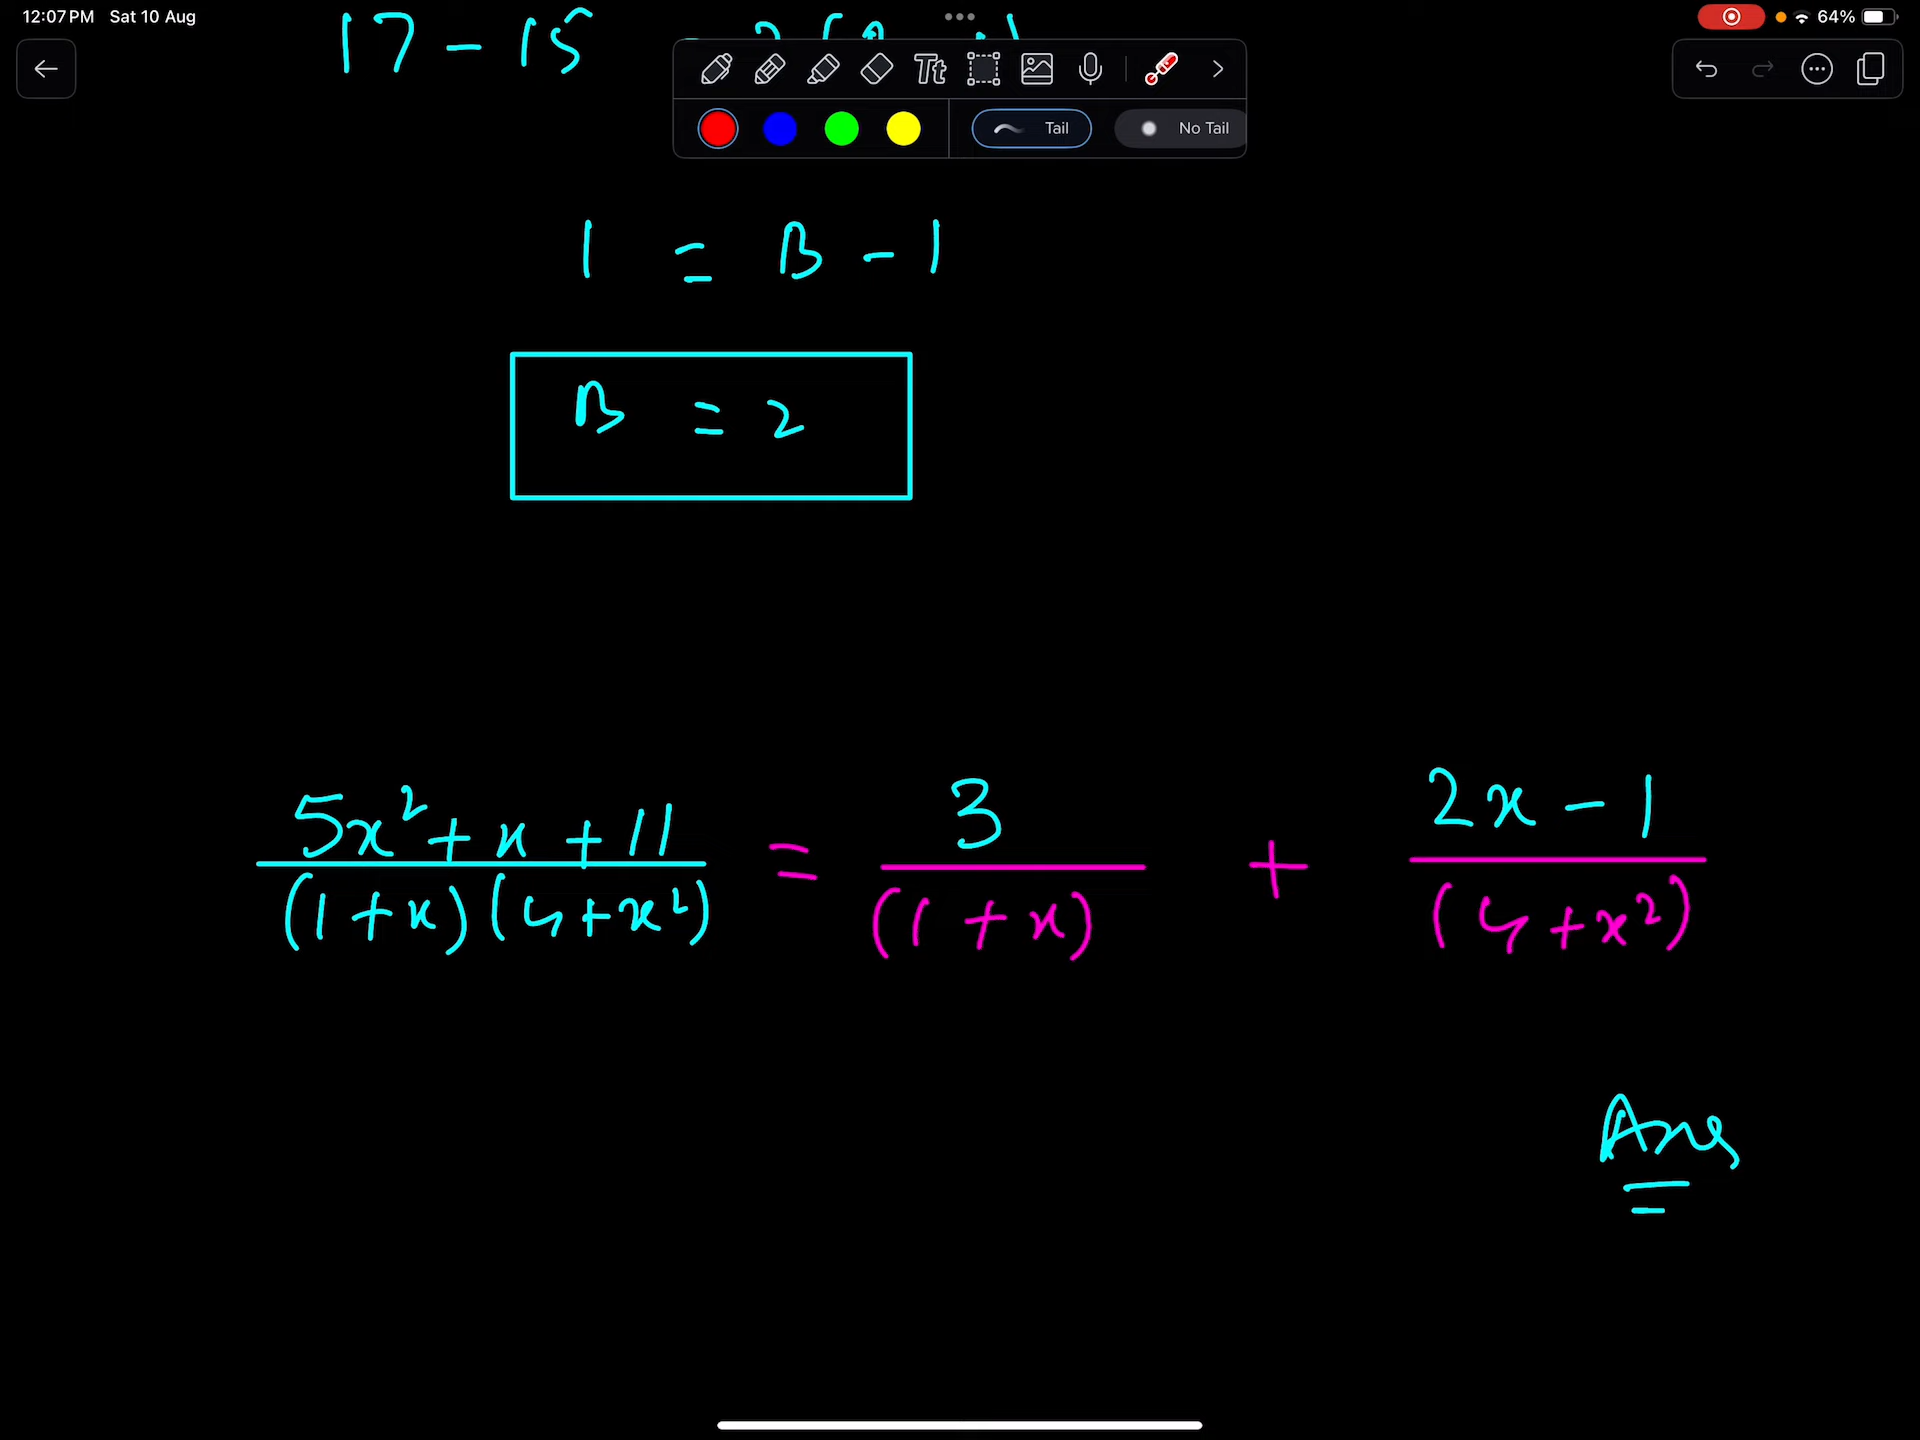 12:07 PM Sat 10 Aug
64%
17 - 15
Tt
Tail No Tail
1 = B - 1
B = 2
5x² + x + 11 / (1 + x)(4 + x²) = 3 / (1 + x) + 2x - 1 / (4 + x²)
Ans